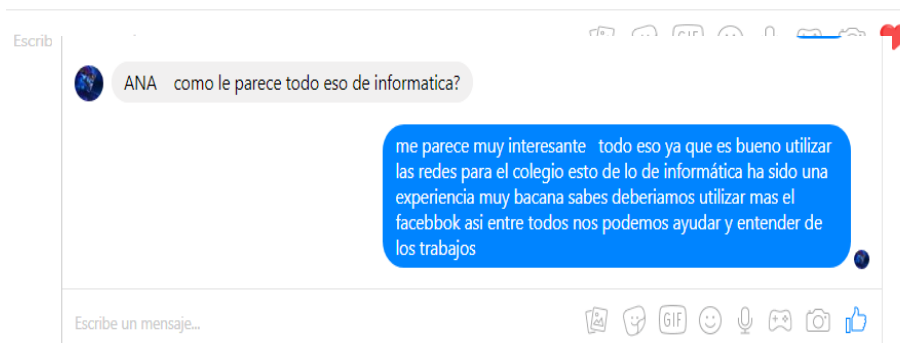 Escrib
GIF
ANA como le parece todo eso de informatica?
me parece muy interesante todo eso ya que es bueno utilizar
las redes para el colegio esto de lo de informática ha sido una
experiencia muy bacana sabes deberiamos utilizar mas el
facebbok asi entre todos nos podemos ayudar y entender de
los trabajos
Escribe un mensaje...
GIF